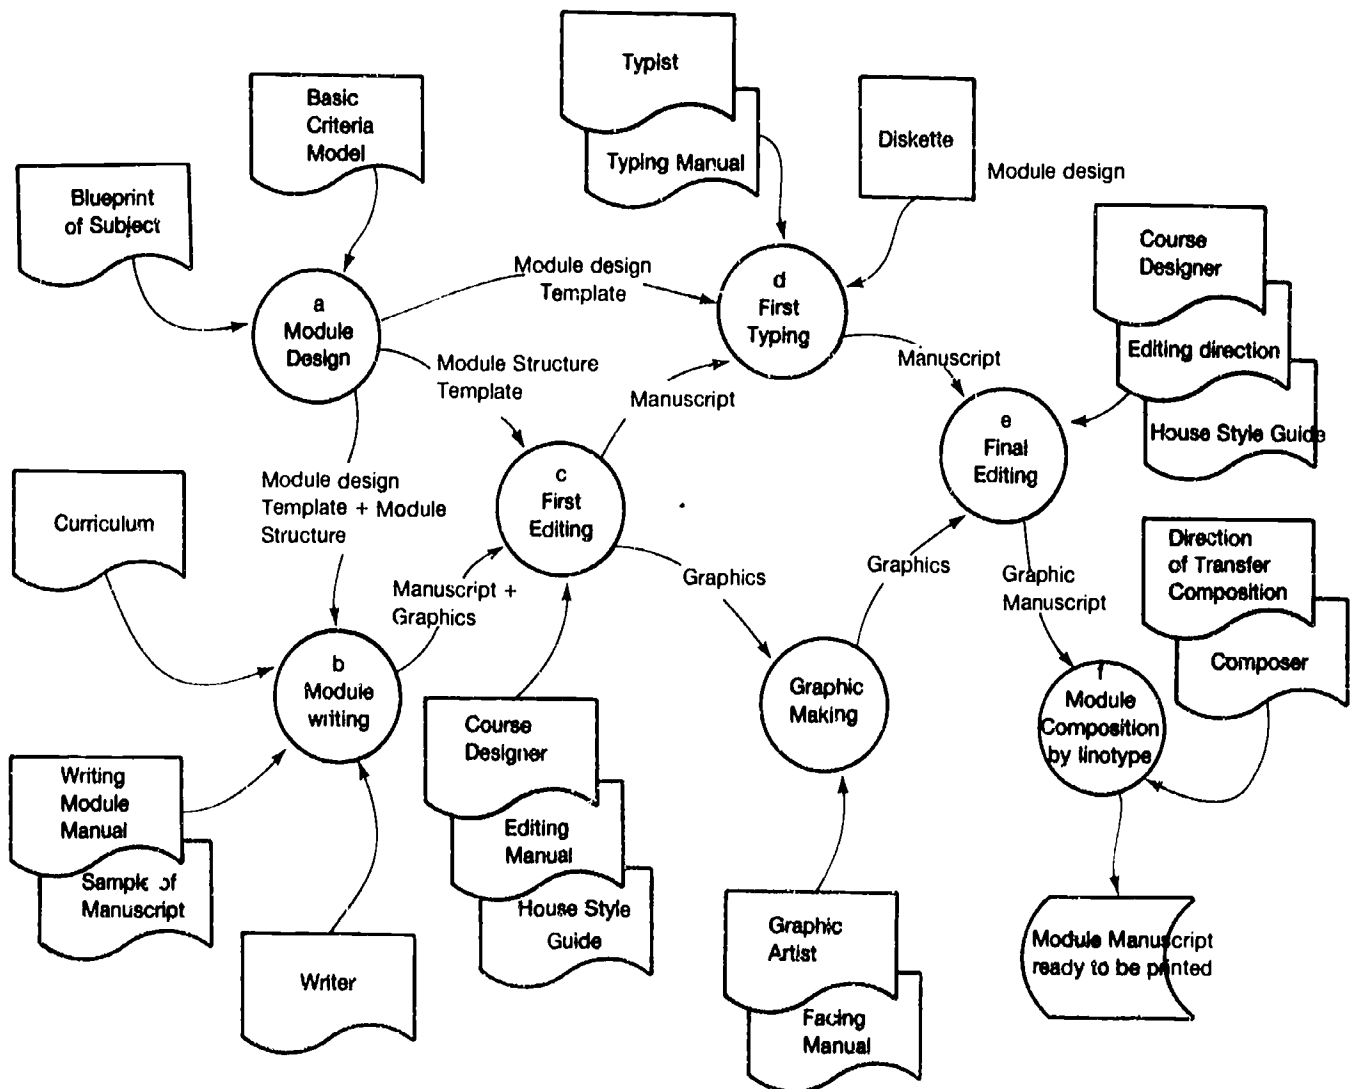 Typist
Typing Manual
Diskette
Module design
Basic
Criteria
Model
Blueprint
of Subject
Course
Designer
Editing direction
House Style Guide
a
Module
Design
Module design
Template
d
First
Typing
Module Structure
Template
Manuscript
Manuscript
e
Final
Editing
c
First
Editing
Module design
Template + Module
Structure
Curriculum
Manuscript +
Graphics
Graphics
Graphics
Graphic
Manuscript
Direction
of Transfer
Composition
Composer
b
Module
writing
Graphic
Making
f
Module
Composition
by linotype
Course
Designer
Editing
Manual
House Style
Guide
Writing
Module
Manual
Sample of
Manuscript
Writer
Graphic
Artist
Facing
Manual
Module Manuscript
ready to be printed